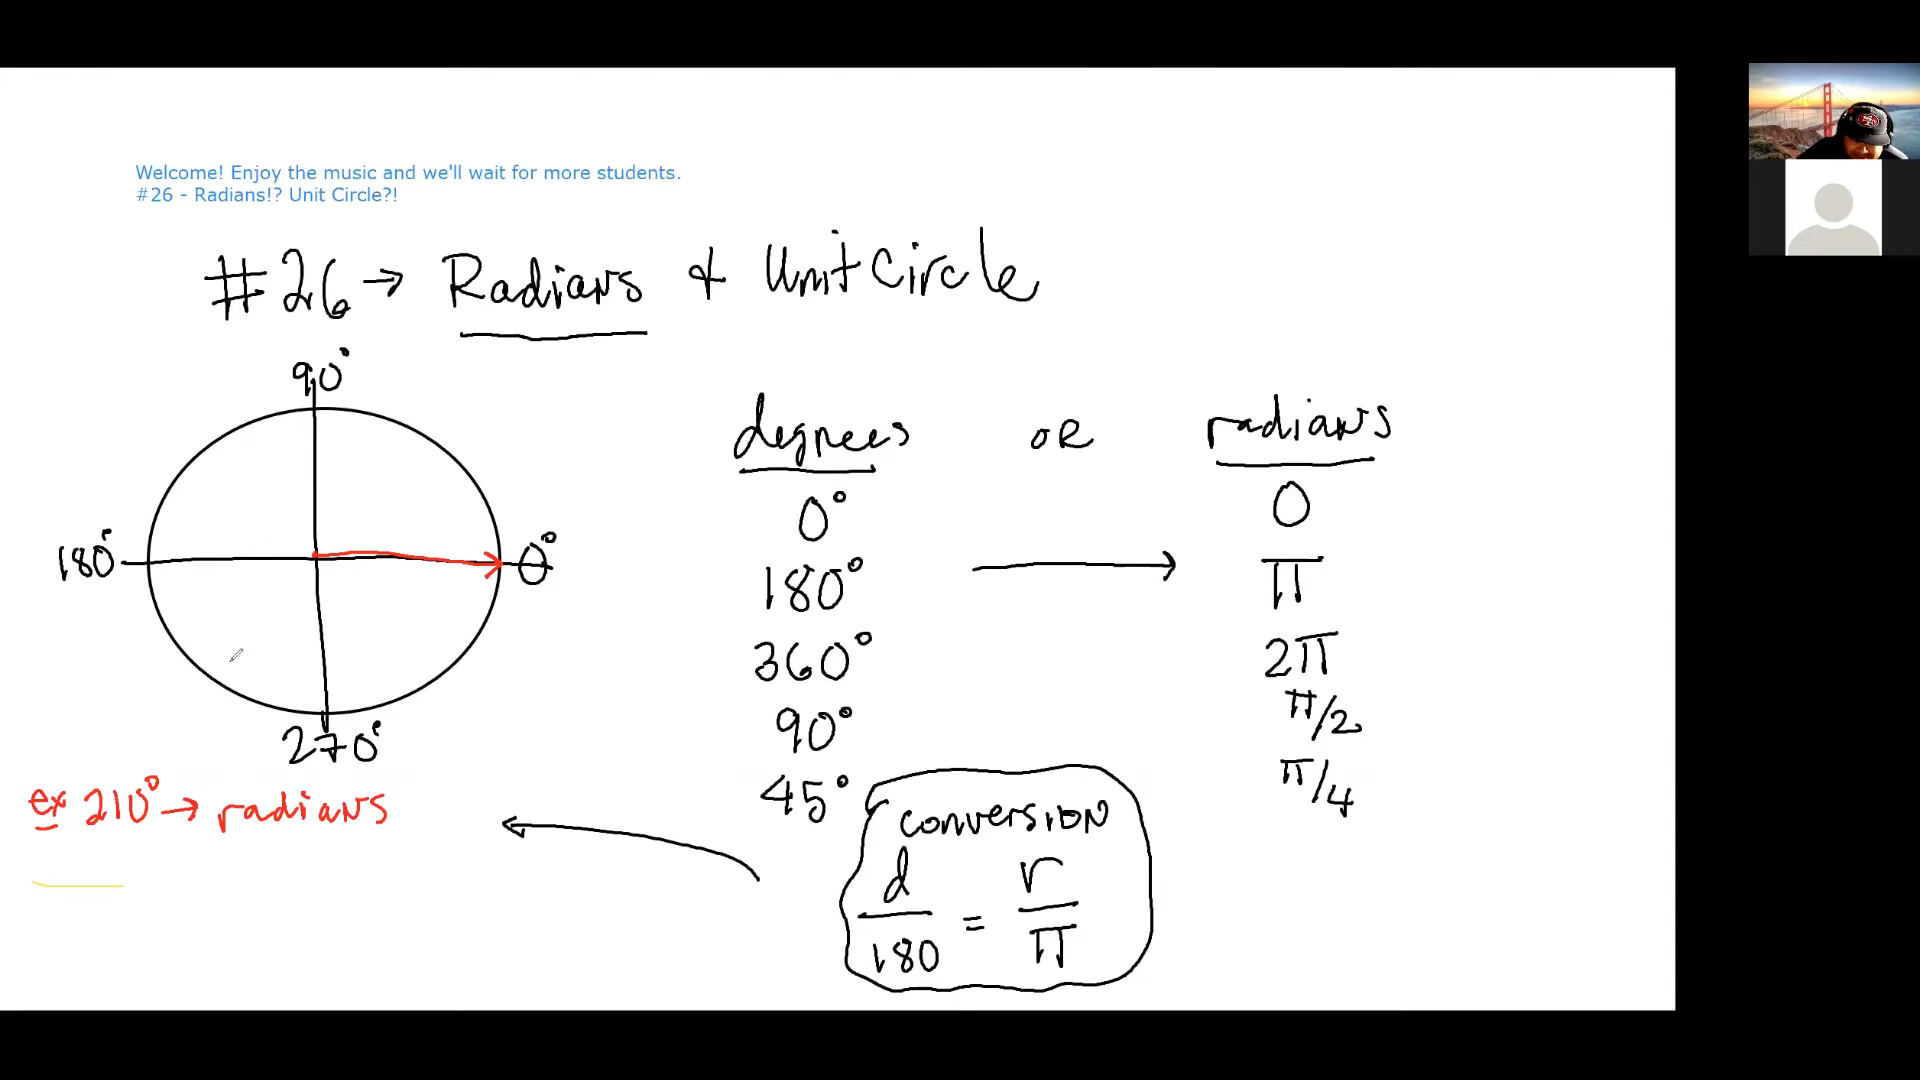 Welcome! Enjoy the music and we'll wait for more students.
#26 - Radians!? Unit Circle?!
#26 → Radians & Unit Circle
90°
180°
0°
270°
degrees OR radians
0° 0
180° → π
360° 2π
90° π/2
45° π/4
ex 210° → radians
conversion
d/180 = r/π